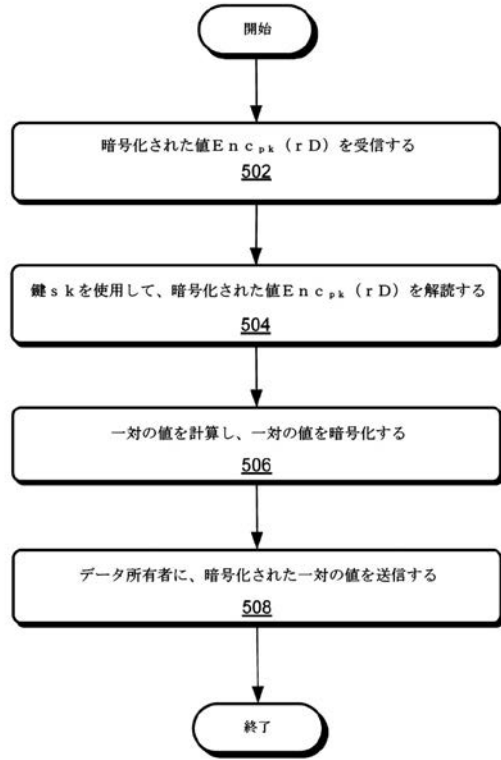 開始
暗号化された値Ｅｎｃｐｋ（ｒＤ）を受信する
502
鍵ｓｋを使用して、暗号化された値Ｅｎｃｐｋ（ｒＤ）を解読する
504
一対の値を計算し、一対の値を暗号化する
506
データ所有者に、暗号化された一対の値を送信する
508
終了